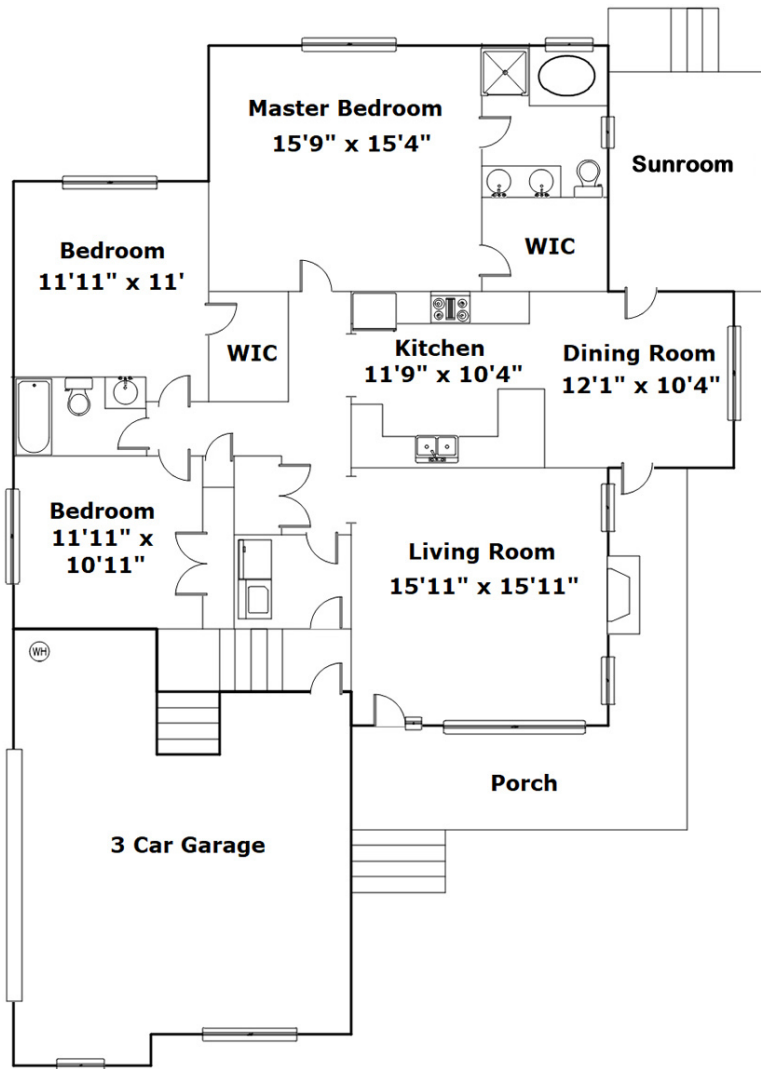 Master Bedroom
15'9" x 15'4"
Sunroom
Bedroom
11'11" x 11'
WIC
WIC
Kitchen
11'9" x 10'4"
Dining Room
12'1" x 10'4"
Bedroom
11'11" x
10'11"
Living Room
15'11" x 15'11"
WH
Porch
3 Car Garage